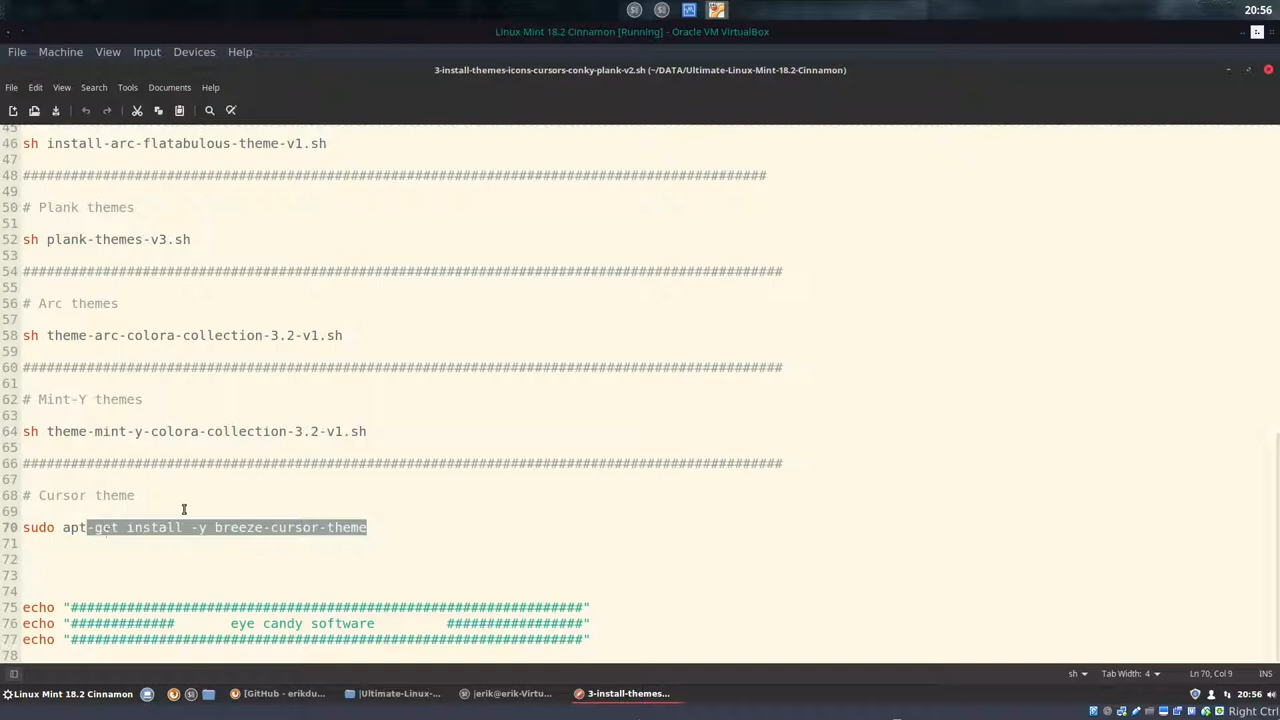 20:56
Linux Mint 18.2 Cinnamon [Running] - Oracle VM VirtualBox
File Machine View Input Devices Help
3-install-themes-icons-cursors-conky-plank-v2.sh (~/DATA/Ultimate-Linux-Mint-18.2-Cinnamon)
File Edit View Search Tools Documents Help
45
46 sh install-arc-flatabulous-theme-v1.sh
47
48 #############################################################################################
49
50 # Plank themes
51
52 sh plank-themes-v3.sh
53
54 ###############################################################################################
55
56 # Arc themes
57
58 sh theme-arc-colora-collection-3.2-v1.sh
59
60 ###############################################################################################
61
62 # Mint-Y themes
63
64 sh theme-mint-y-colora-collection-3.2-v1.sh
65
66 ###############################################################################################
67
68 # Cursor theme
69
70 sudo apt-get install -y breeze-cursor-theme
71
72
73
74
75 echo "################################################################"
76 echo "#############       eye candy software         #################"
77 echo "################################################################"
78
sh Tab Width: 4 Ln 70, Col 9 INS
Linux Mint 18.2 Cinnamon [GitHub - erikdu... |Ultimate-Linux-... |erik@erik-Virtu... 3-install-themes... 20:56
Right Ctrl